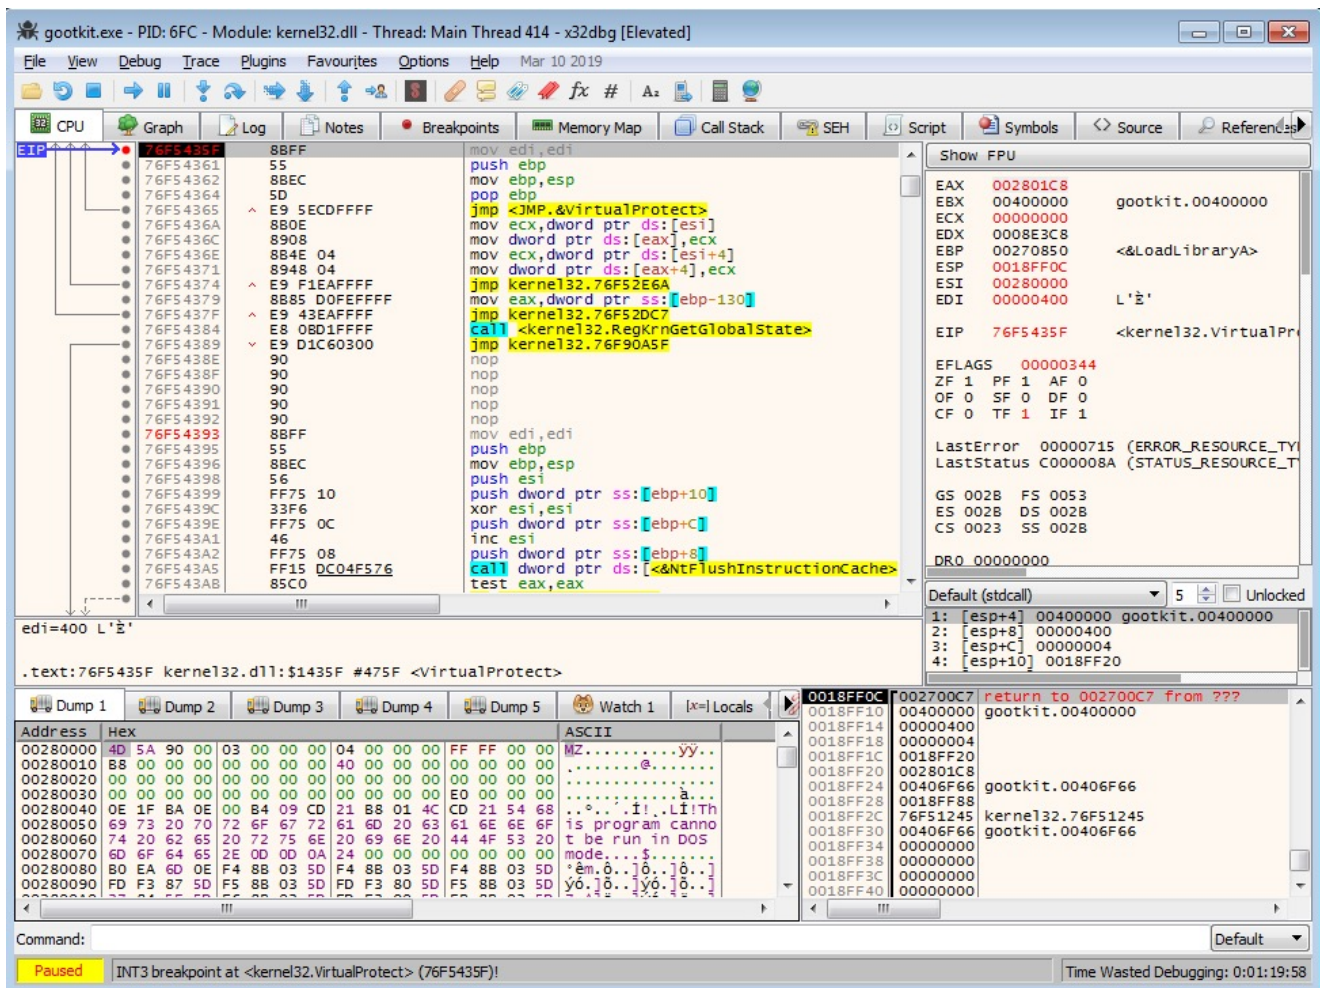 gootkit.exe - PID: 6FC - Module: kernel32.dll - Thread: Main Thread 414 - x32dbg [Elevated]
File View Debug Trace Plugins Favourites Options Help Mar 10 2019
CPU Graph Log Notes Breakpoints Memory Map Call Stack SEH Script Symbols Source References
EIP 76F5435F 8BFF mov edi,edi
76F54361 55 push ebp
76F54362 8BEC mov ebp,esp
76F54364 5D pop ebp
76F54365 ^ E9 5ECDFFFF jmp <JMP.&VirtualProtect>
76F5436A 8B0E mov ecx,dword ptr ds:[esi]
76F5436C 8908 mov dword ptr ds:[eax],ecx
76F5436E 8B4E 04 mov ecx,dword ptr ds:[esi+4]
76F54371 8948 04 mov dword ptr ds:[eax+4],ecx
76F54374 ^ E9 F1EAFFFF jmp kernel32.76F52E6A
76F54379 8B85 D0FEFFFF mov eax,dword ptr ss:[ebp-130]
76F5437F ^ E9 43EAFFFF jmp kernel32.76F52DC7
76F54384 E8 0BD1FFFF call <kernel32.RegKrnGetGlobalState>
76F54389 v E9 D1C60300 jmp kernel32.76F90A5F
76F5438E 90 nop
76F5438F 90 nop
76F54390 90 nop
76F54391 90 nop
76F54392 90 nop
76F54393 8BFF mov edi,edi
76F54395 55 push ebp
76F54396 8BEC mov ebp,esp
76F54398 56 push esi
76F54399 FF75 10 push dword ptr ss:[ebp+10]
76F5439C 33F6 xor esi,esi
76F5439E FF75 0C push dword ptr ss:[ebp+C]
76F543A1 46 inc esi
76F543A2 FF75 08 push dword ptr ss:[ebp+8]
76F543A5 FF15 DC04F576 call dword ptr ds:[<&NtFlushInstructionCache>
76F543AB 85C0 test eax,eax
Show FPU
EAX 002801C8
EBX 00400000 gootkit.00400000
ECX 00000000
EDX 0008E3C8
EBP 00270850 <&LoadLibraryA>
ESP 0018FF0C
ESI 00280000
EDI 00000400 L'È'
EIP 76F5435F <kernel32.VirtualPr
EFLAGS 00000344
ZF 1 PF 1 AF 0
OF 0 SF 0 DF 0
CF 0 TF 1 IF 1
LastError 00000715 (ERROR_RESOURCE_TY
LastStatus C000008A (STATUS_RESOURCE_T
GS 002B FS 0053
ES 002B DS 002B
CS 0023 SS 002B
DR0 00000000
Default (stdcall) 5 Unlocked
1: [esp+4] 00400000 gootkit.00400000
2: [esp+8] 00000400
3: [esp+C] 00000004
4: [esp+10] 0018FF20
edi=400 L'È'
.text:76F5435F kernel32.dll:$1435F #475F <VirtualProtect>
Dump 1 Dump 2 Dump 3 Dump 4 Dump 5 Watch 1 [x=] Locals
Address Hex ASCII
00280000 4D 5A 90 00 03 00 00 00 04 00 00 00 FF FF 00 00 MZ..........ÿÿ..
00280010 B8 00 00 00 00 00 00 00 40 00 00 00 00 00 00 00 ¸.......@.......
00280020 00 00 00 00 00 00 00 00 00 00 00 00 00 00 00 00 ................
00280030 00 00 00 00 00 00 00 00 00 00 00 00 E0 00 00 00 ............à...
00280040 0E 1F BA 0E 00 B4 09 CD 21 B8 01 4C CD 21 54 68 ..º..´.Í!¸.LÍ!Th
00280050 69 73 20 70 72 6F 67 72 61 6D 20 63 61 6E 6E 6F is program canno
00280060 74 20 62 65 20 72 75 6E 20 69 6E 20 44 4F 53 20 t be run in DOS
00280070 6D 6F 64 65 2E 0D 0D 0A 24 00 00 00 00 00 00 00 mode....$.......
00280080 B0 EA 6D 0E F4 8B 03 5D F4 8B 03 5D F4 8B 03 5D °êm.ô..]ô..]ô..]
00280090 FD F3 87 5D F5 8B 03 5D FD F3 80 5D F5 8B 03 5D ýó.]õ..]ýó.]õ..]
0018FF0C 002700C7 return to 002700C7 from ???
0018FF10 00400000 gootkit.00400000
0018FF14 00000400
0018FF18 00000004
0018FF1C 0018FF20
0018FF20 002801C8
0018FF24 00406F66 gootkit.00406F66
0018FF28 0018FF88
0018FF2C 76F51245 kernel32.76F51245
0018FF30 00406F66 gootkit.00406F66
0018FF34 00000000
0018FF38 00000000
0018FF3C 00000000
0018FF40 00000000
Command: Default
Paused INT3 breakpoint at <kernel32.VirtualProtect> (76F5435F)! Time Wasted Debugging: 0:01:19:58